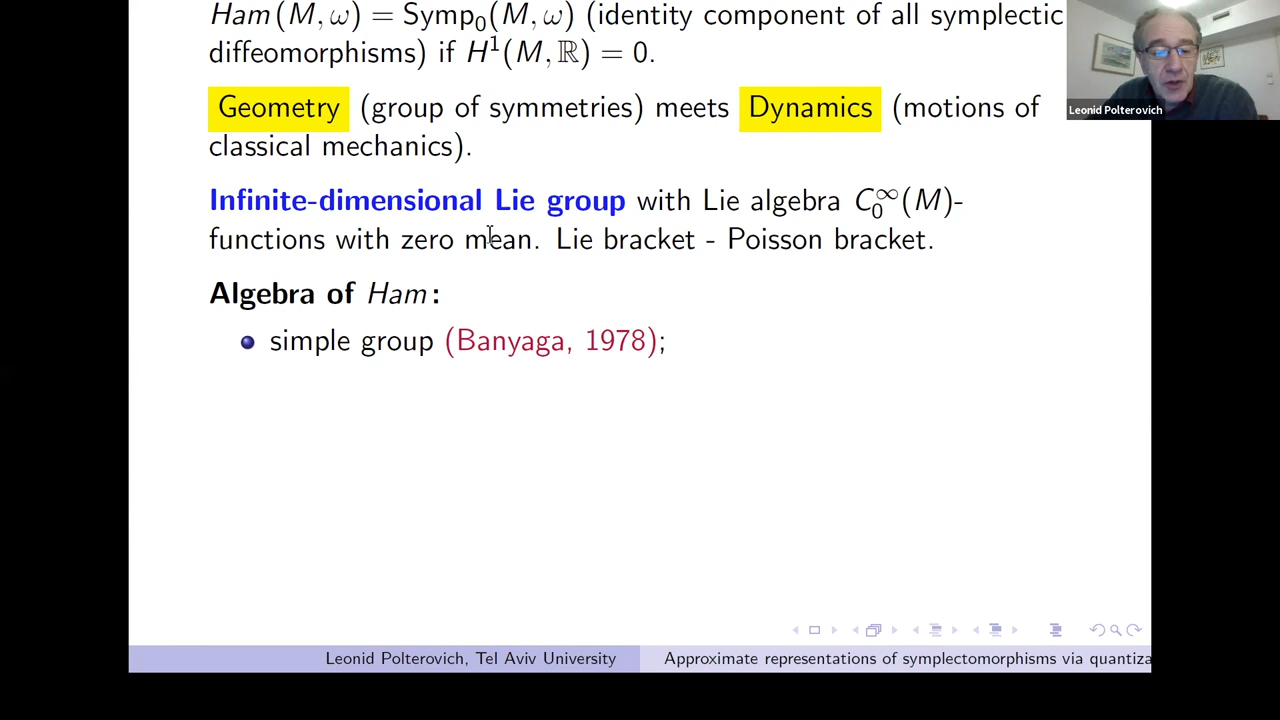 Ham(M, ω) = Symp₀(M, ω) (identity component of all symplectic
diffeomorphisms) if H¹(M, ℝ) = 0.
Leonid Polterovich
Geometry (group of symmetries) meets Dynamics (motions of
classical mechanics).
Infinite-dimensional Lie group with Lie algebra C₀^∞(M)-
functions with zero mean. Lie bracket - Poisson bracket.
Algebra of Ham:
simple group (Banyaga, 1978);
Leonid Polterovich, Tel Aviv University
Approximate representations of symplectomorphisms via quantiza